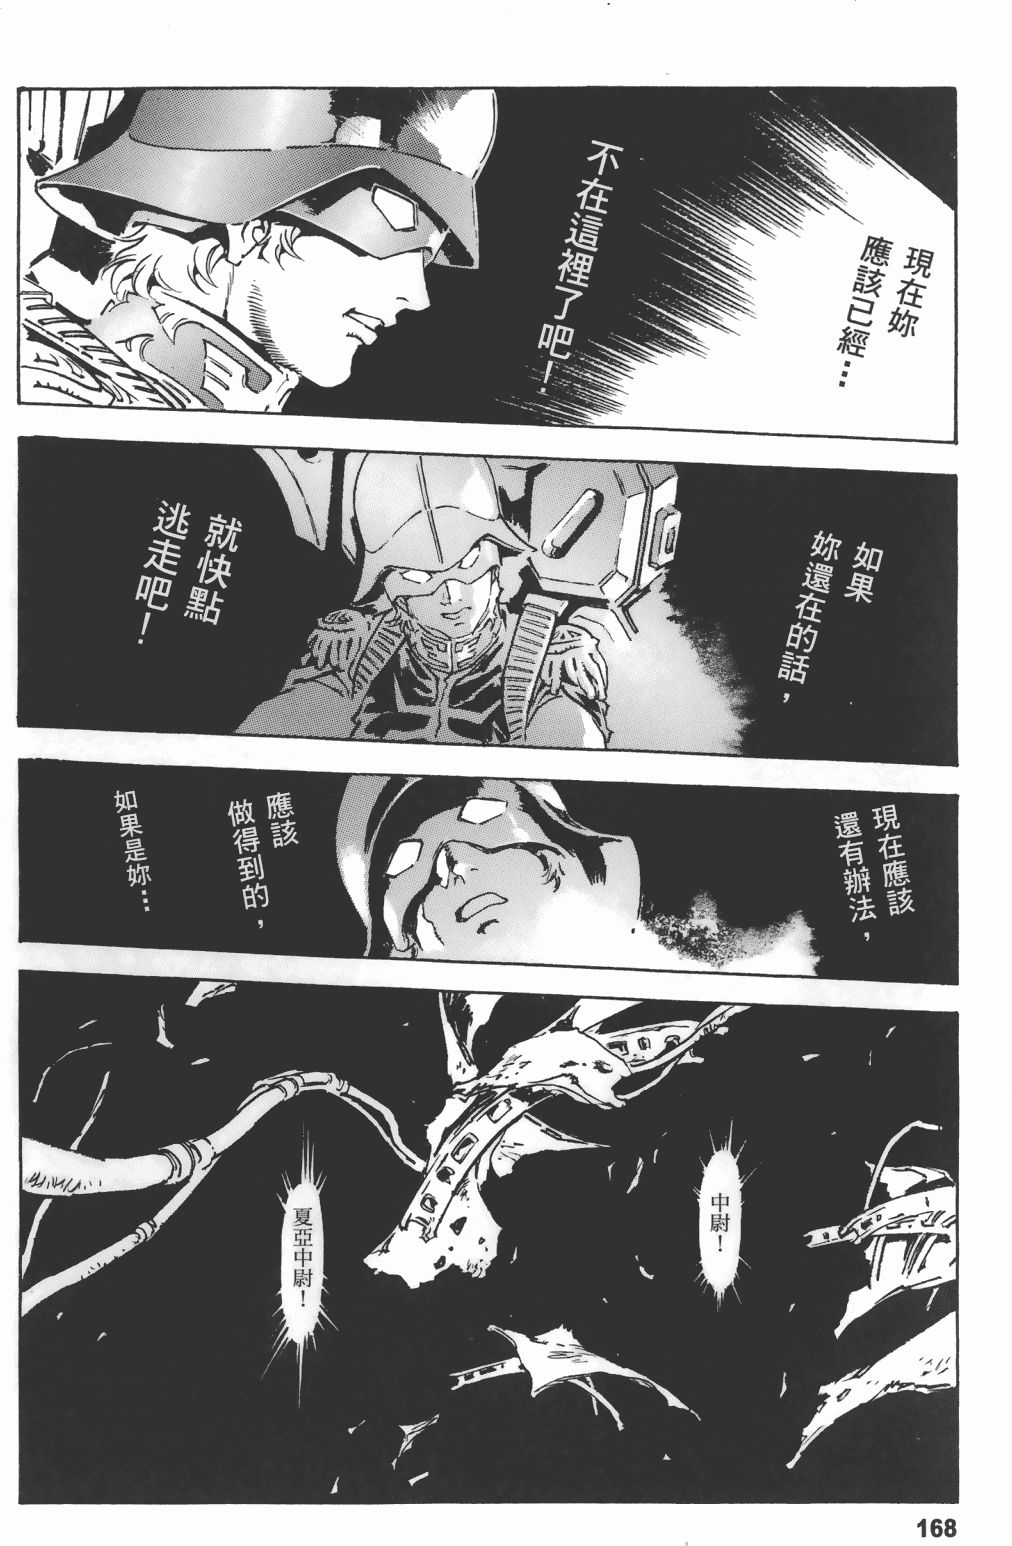 現在妳
應該已經…
不在這裡了吧！
如果
妳還在的話，
就快點
逃走吧！
現在應該
還有辦法，
應該
做得到的，
如果是妳…
中尉！
夏亞中尉！
168